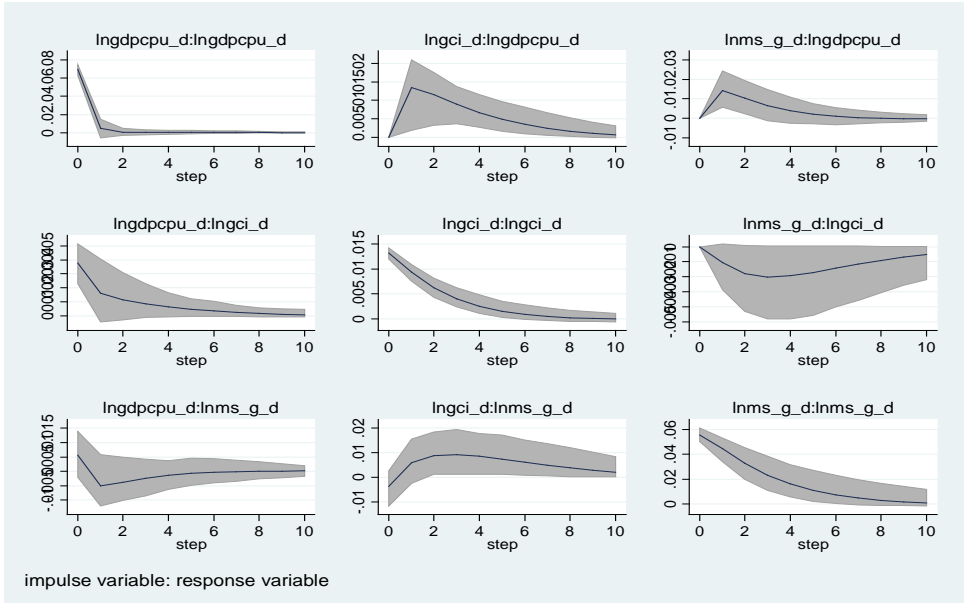 lngdpcpu_d:lngdpcpu_d
lngci_d:lngdpcpu_d
lnms_g_d:lngdpcpu_d
0 .02 .04 .06 .08
-.01 0 .01 .02 .03
0 2 4 6 8 10
0 2 4 6 8 10
0 2 4 6 8 10
step
step
step
lngdpcpu_d:lngci_d
lngci_d:lngci_d
lnms_g_d:lngci_d
0 .005 .01 .015
0 2 4 6 8 10
0 2 4 6 8 10
0 2 4 6 8 10
step
step
step
lngdpcpu_d:lnms_g_d
lngci_d:lnms_g_d
lnms_g_d:lnms_g_d
-.01 0 .01 .02
0 .02 .04 .06
0 2 4 6 8 10
0 2 4 6 8 10
0 2 4 6 8 10
step
step
step
impulse variable: response variable